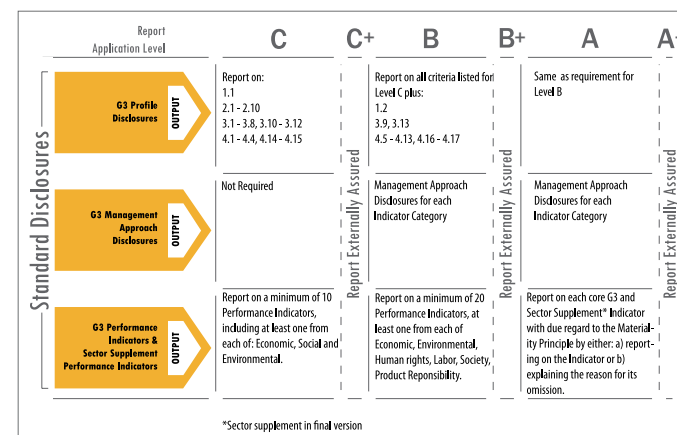 Report
Application Level
C
C+
B
B+
A
Standard Disclosures
G3 Profile
Disclosures
OUTPUT
Report on:
1.1
2.1 - 2.10
3.1 - 3.8, 3.10 - 3.12
4.1 - 4.4, 4.14 - 4.15
Report Externally Assured
Report on all criteria listed for
Level C plus:
1.2
3.9, 3.13
4.5 - 4.13, 4.16 - 4.17
Report Externally Assured
Same as requirement for
Level B
Report Externally Assured
G3 Management
Approach
Disclosures
OUTPUT
Not Required
Management Approach
Disclosures for each
Indicator Category
Management Approach
Disclosures for each
Indicator Category
G3 Performance
Indicators &
Sector Supplement
Performance Indicators
OUTPUT
Report on a minimum of 10
Performance Indicators,
including at least one from
each of: Economic, Social and
Environmental.
Report on a minimum of 20
Performance Indicators, at
least one from each of
Economic, Environmental,
Human rights, Labor, Society,
Product Reponsibility.
Report on each core G3 and
Sector Supplement* Indicator
with due regard to the Material-
ity Principle by either: a) report-
ing on the Indicator or b)
explaining the reason for its
omission.
*Sector supplement in final version